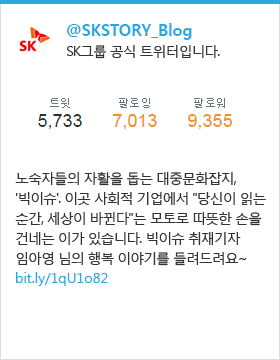 SK
@SKSTORY_Blog
SK그룹 공식 트위터입니다.
트윗 팔로잉 팔로워
5,733 7,013 9,355
노숙자들의 자활을 돕는 대중문화잡지,
'빅이슈'. 이곳 사회적 기업에서 "당신이 읽는
순간, 세상이 바뀐다"는 모토로 따뜻한 손을
건네는 이가 있습니다. 빅이슈 취재기자
임아영 님의 행복 이야기를 들려드려요~
bit.ly/1qU1o82